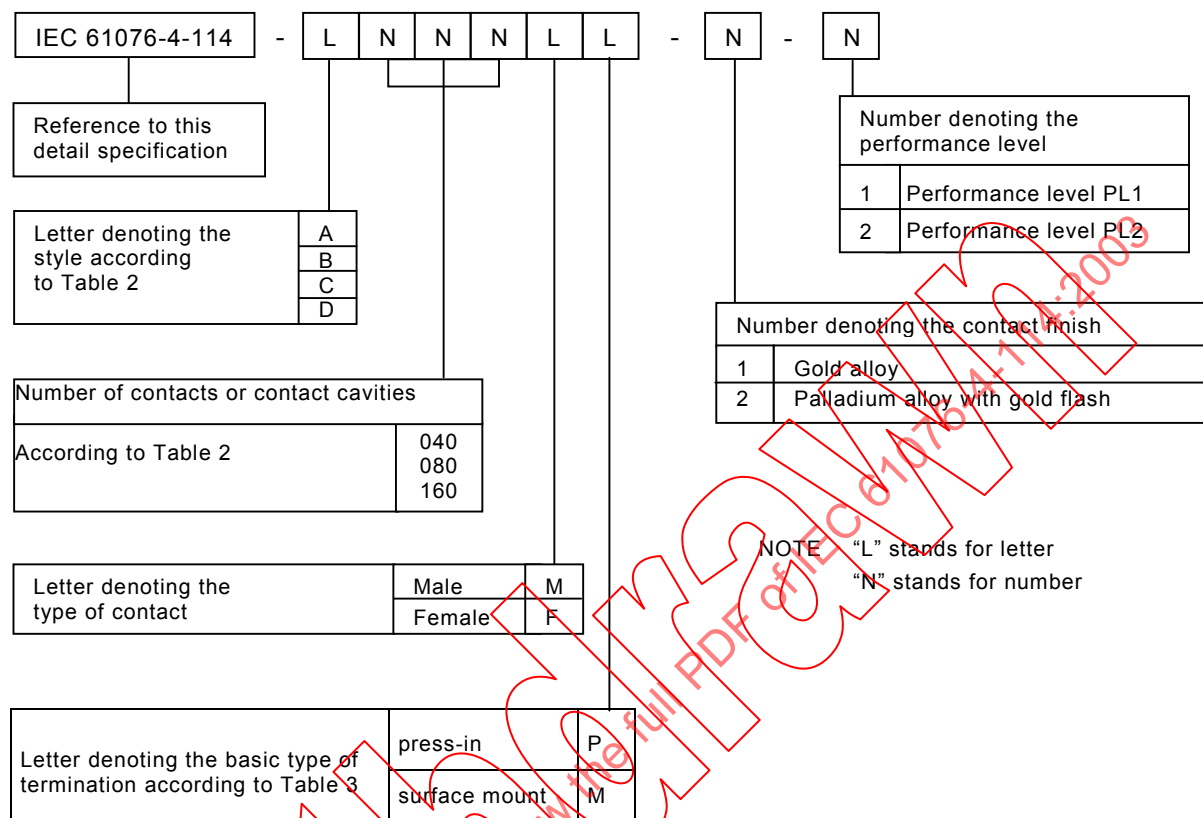 IEC 61076-4-114 - L N N N L L - N - N
Reference to this
detail specification
Number denoting the
performance level
1 Performance level PL1
2 Performance level PL2
Letter denoting the
style according
to Table 2
A
B
C
D
Number denoting the contact finish
1 Gold alloy
2 Palladium alloy with gold flash
Number of contacts or contact cavities
According to Table 2
040
080
160
NOTE "L" stands for letter
"N" stands for number
Letter denoting the
type of contact
Male M
Female F
Letter denoting the basic type of
termination according to Table 3
press-in P
surface mount M
w the full PDF of IEC 61076-4-114:2003
hdrawn